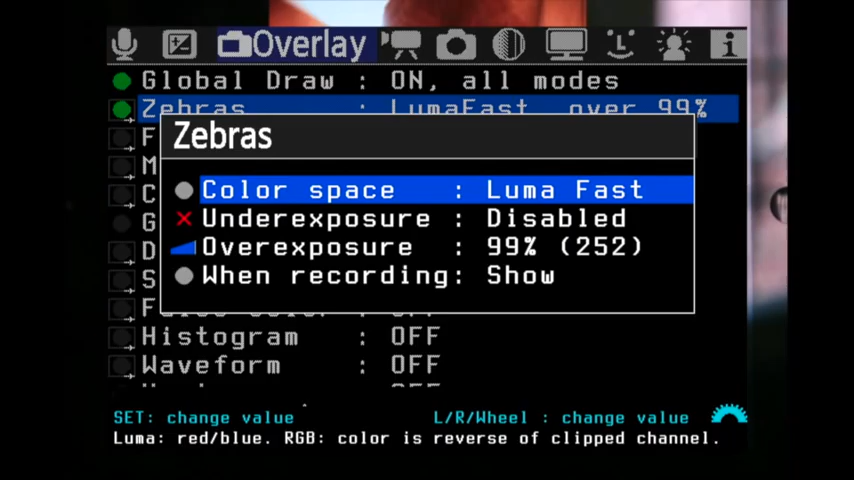 Overlay
Global Draw : ON, all modes
Zebras : LumaFast, over 99%
F
M
C
G
D
S
Zebras
Color space : Luma Fast
Underexposure : Disabled
Overexposure : 99% (252)
When recording: Show
Histogram : OFF
Waveform : OFF
SET: change value
L/R/Wheel : change value
Luma: red/blue. RGB: color is reverse of clipped channel.